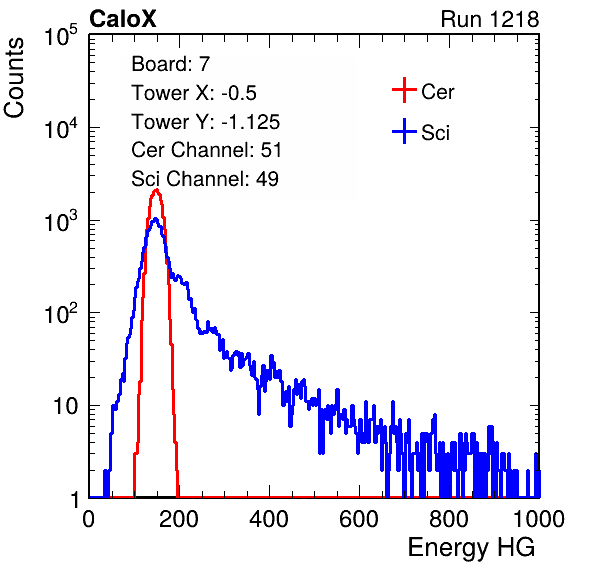 CaloX Run 1218
Counts
10^5
10^4
10^3
10^2
10
1
Board: 7
Tower X: -0.5
Tower Y: -1.125
Cer Channel: 51
Sci Channel: 49
Cer
Sci
0 200 400 600 800 1000
Energy HG